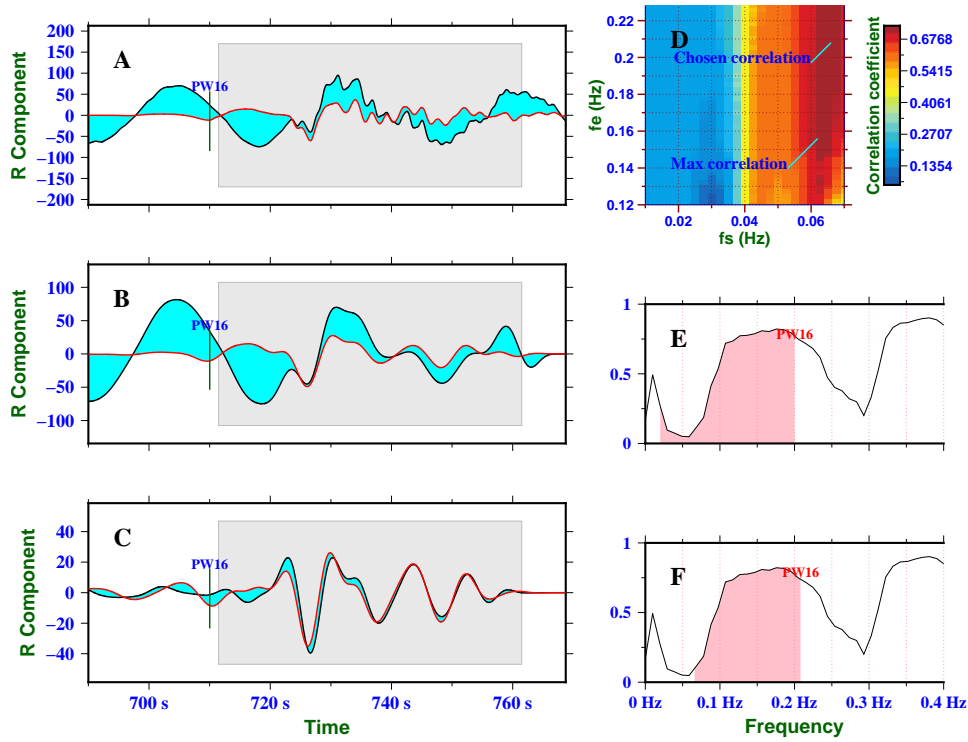 A
PW16
R Component
200
150
100
50
0
−50
−100
−150
−200
B
PW16
R Component
100
50
0
−50
−100
C
PW16
R Component
40
20
0
−20
−40
700 s
720 s
740 s
760 s
Time
D
Chosen correlation
Max correlation
fe (Hz)
0.22
0.2
0.18
0.16
0.14
0.12
0.02
0.04
0.06
fs (Hz)
Correlation coefficient
0.6768
0.5415
0.4061
0.2707
0.1354
E
PW16
1
0.5
0
F
PW16
1
0.5
0
0 Hz
0.1 Hz
0.2 Hz
0.3 Hz
0.4 Hz
Frequency